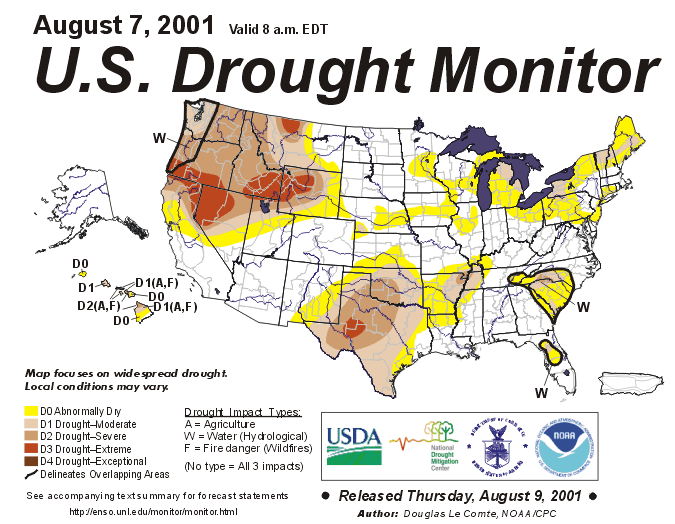 August 7, 2001 Valid 8 a.m. EDT
U.S. Drought Monitor
W
D0
D1
D1(A,F)
D0
D2(A,F)
D1(A,F)
D0
W
W
Map focuses on widespread drought.
Local conditions may vary.
D0 Abnormally Dry
D1 Drought–Moderate
D2 Drought–Severe
D3 Drought–Extreme
D4 Drought–Exceptional
Delineates Overlapping Areas
Drought Impact Types:
A = Agriculture
W = Water (Hydrological)
F = Fire danger (Wildfires)
(No type = All 3 impacts)
USDA
National
Drought
Mitigation
Center
NOAA
See accompanying text summary for forecast statements
http://enso.unl.edu/monitor/monitor.html
Released Thursday, August 9, 2001
Author: Douglas Le Comte, NOAA/CPC